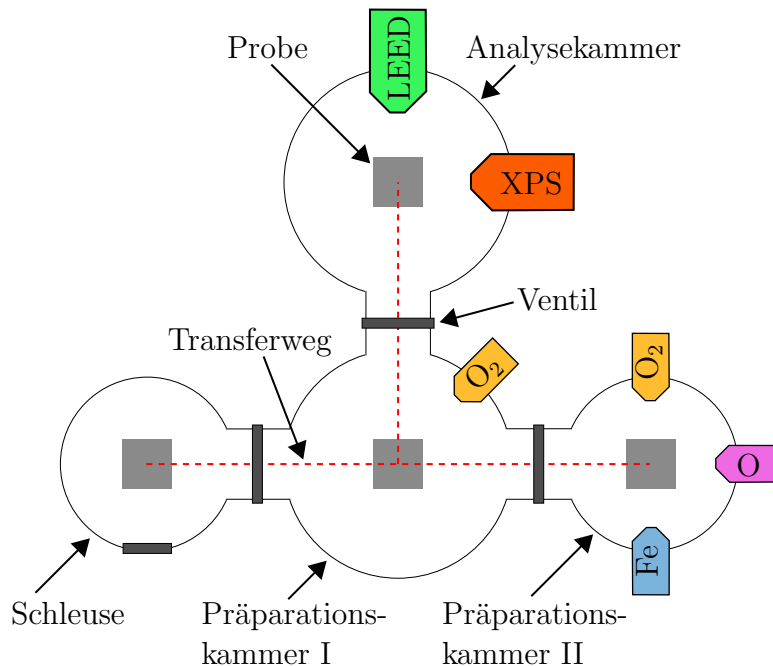 Probe
LEED
Analysekammer
XPS
Ventil
Transferweg
O₂
O₂
O
Fe
Schleuse
Präparations-
kammer I
Präparations-
kammer II